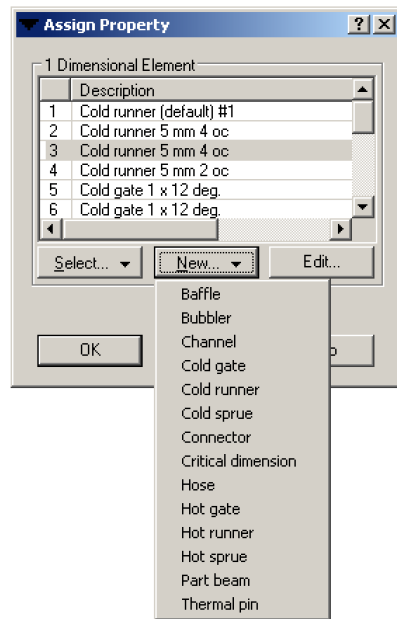 Assign Property
1 Dimensional Element
Description
1 Cold runner (default) #1
2 Cold runner 5 mm 4 oc
3 Cold runner 5 mm 4 oc
4 Cold runner 5 mm 2 oc
5 Cold gate 1 x 12 deg.
6 Cold gate 1 x 12 deg.
Select... New... Edit...
OK
Baffle
Bubbler
Channel
Cold gate
Cold runner
Cold sprue
Connector
Critical dimension
Hose
Hot gate
Hot runner
Hot sprue
Part beam
Thermal pin